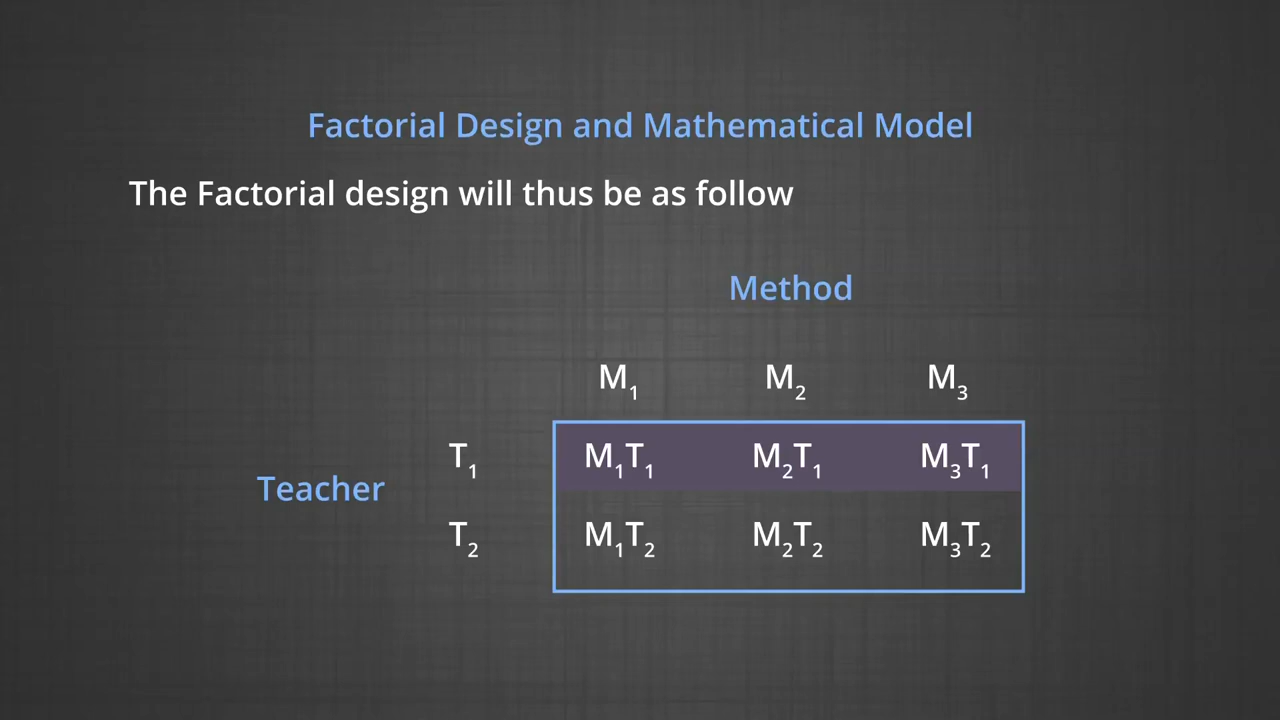 Factorial Design and Mathematical Model
The Factorial design will thus be as follow
Method
M₁ M₂ M₃
T₁ M₁T₁ M₂T₁ M₃T₁
Teacher
T₂ M₁T₂ M₂T₂ M₃T₂